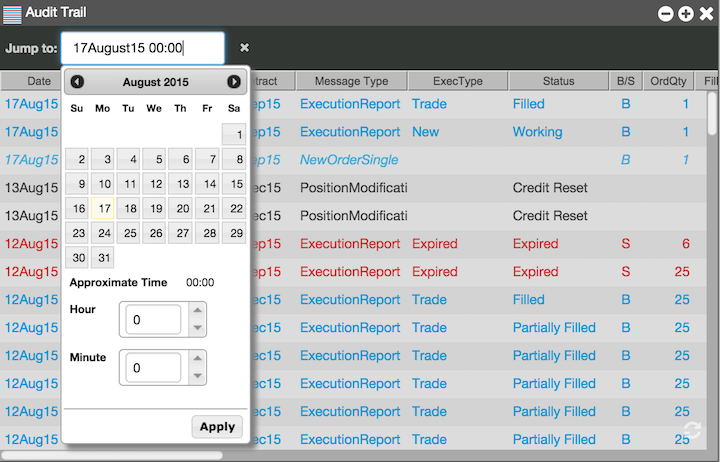 Audit Trail
Jump to: 17August15 00:00
Date tract Message Type ExecType Status B/S OrdQty Fill
17Aug15 ep15 ExecutionReport Trade Filled B 1
17Aug15 ep15 ExecutionReport New Working B 1
17Aug15 ep15 NewOrderSingle B 1
13Aug15 ec15 PositionModificati Credit Reset
13Aug15 ec15 PositionModificati Credit Reset
12Aug15 ep15 ExecutionReport Expired Expired S 6
12Aug15 ep15 ExecutionReport Expired Expired S 25
12Aug15 ec15 ExecutionReport Trade Filled B 25
12Aug15 ec15 ExecutionReport Trade Partially Filled B 25
12Aug15 ec15 ExecutionReport Trade Partially Filled B 25
12Aug15 ec15 ExecutionReport Trade Partially Filled B 25
12Aug15 ec15 ExecutionReport Trade Partially Filled B 25
12Aug15 ec15 ExecutionReport Trade Partially Filled B 25
August 2015
Su Mo Tu We Th Fr Sa
1
2 3 4 5 6 7 8
9 10 11 12 13 14 15
16 17 18 19 20 21 22
23 24 25 26 27 28 29
30 31
Approximate Time 00:00
Hour 0
Minute 0
Apply